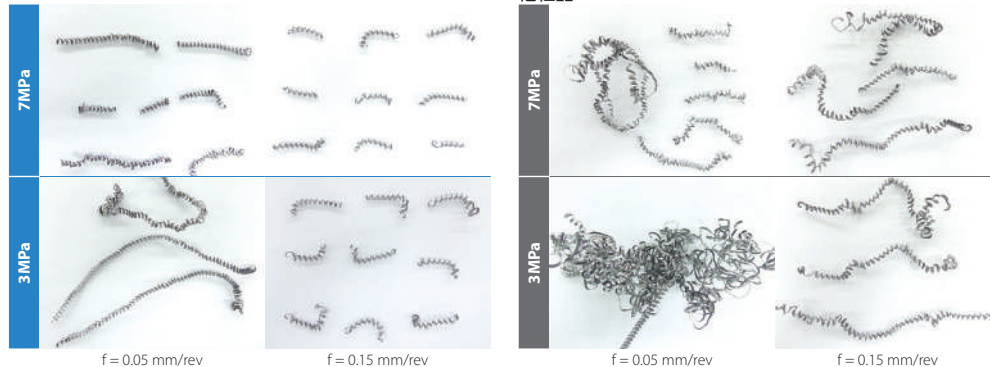 7MPa
3MPa
f = 0.05 mm/rev
f = 0.15 mm/rev
7MPa
3MPa
f = 0.05 mm/rev
f = 0.15 mm/rev